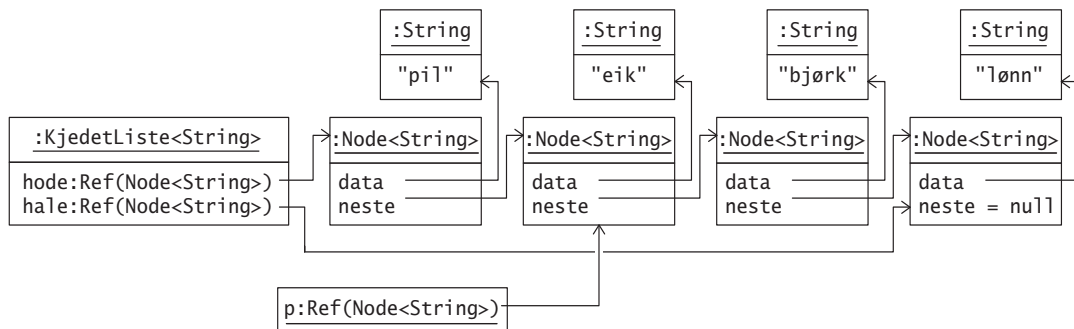 :String
"pil"
:String
"eik"
:String
"bjørk"
:String
"lønn"
:KjedetListe<String>
hode:Ref(Node<String>)
hale:Ref(Node<String>)
:Node<String>
data
neste
:Node<String>
data
neste
:Node<String>
data
neste
:Node<String>
data
neste = null
p:Ref(Node<String>)